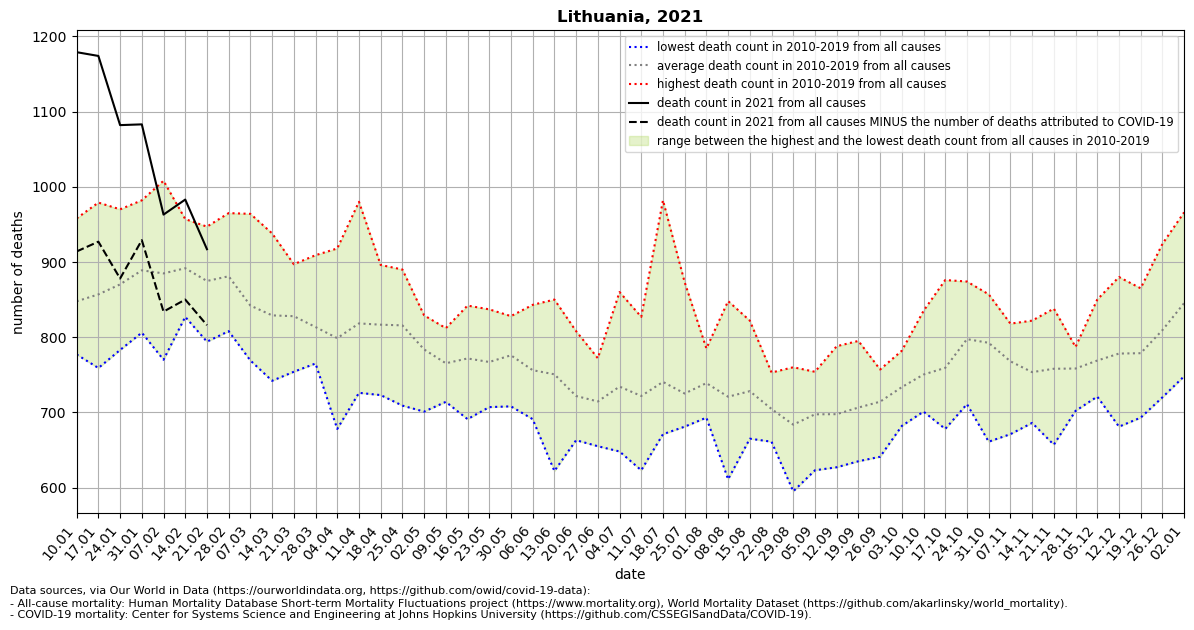 Lithuania, 2021
1200
1100
1000
900
800
700
600
number of deaths
lowest death count in 2010-2019 from all causes
average death count in 2010-2019 from all causes
highest death count in 2010-2019 from all causes
death count in 2021 from all causes
death count in 2021 from all causes MINUS the number of deaths attributed to COVID-19
range between the highest and the lowest death count from all causes in 2010-2019
10.01 17.01 24.01 31.01 07.02 14.02 21.02 28.02 07.03 14.03 21.03 28.03 04.04 11.04 18.04 25.04 02.05 09.05 16.05 23.05 30.05 06.06 13.06 20.06 27.06 04.07 11.07 18.07 25.07 01.08 08.08 15.08 22.08 29.08 05.09 12.09 19.09 26.09 03.10 10.10 17.10 24.10 31.10 07.11 14.11 21.11 28.11 05.12 12.12 19.12 26.12 02.01
date
Data sources, via Our World in Data (https://ourworldindata.org, https://github.com/owid/covid-19-data):
- All-cause mortality: Human Mortality Database Short-term Mortality Fluctuations project (https://www.mortality.org), World Mortality Dataset (https://github.com/akarlinsky/world_mortality).
- COVID-19 mortality: Center for Systems Science and Engineering at Johns Hopkins University (https://github.com/CSSEGISandData/COVID-19).